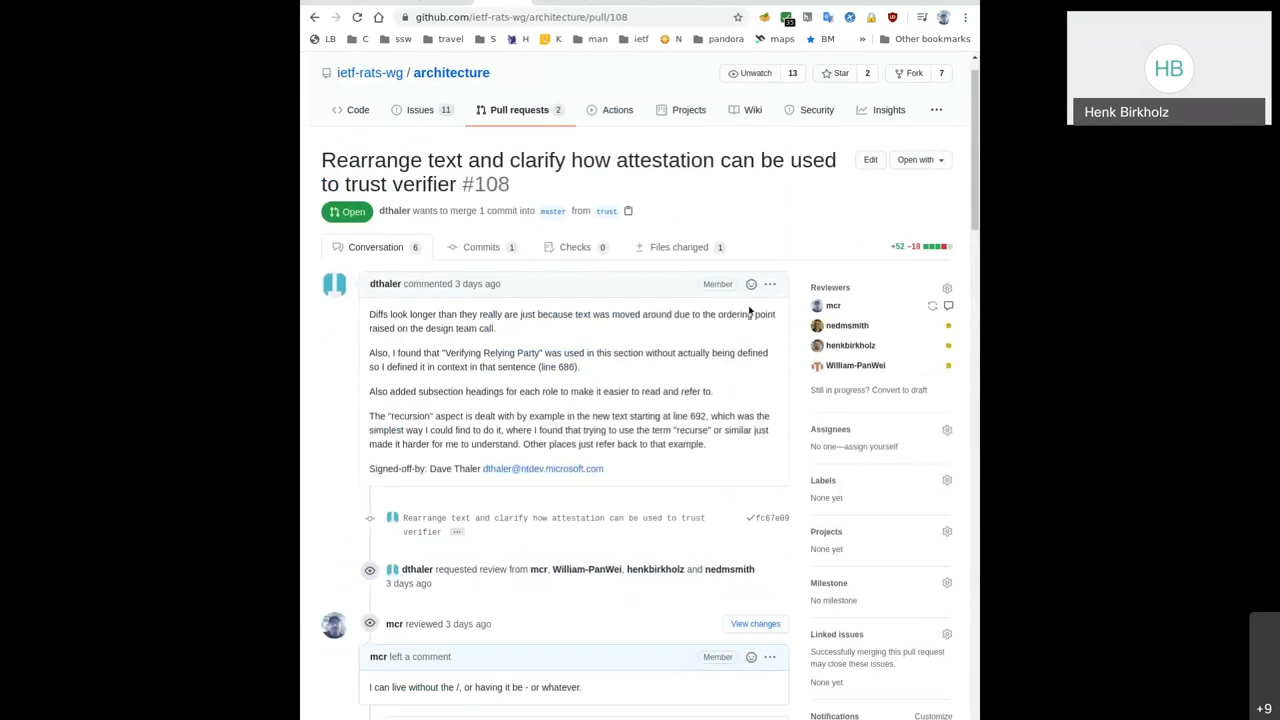 github.com/ietf-rats-wg/architecture/pull/108
35
LB
C
ssw
travel
S
H
K
man
ietf
N
pandora
maps
BM
»
Other bookmarks
ietf-rats-wg / architecture
Unwatch 13
Star 2
Fork 7
Code
Issues 11
Pull requests 2
Actions
Projects
Wiki
Security
Insights
Rearrange text and clarify how attestation can be used
to trust verifier #108
Edit
Open with
Open
dthaler wants to merge 1 commit into master from trust
Conversation 6
Commits 1
Checks 0
Files changed 1
+52 −18
dthaler commented 3 days ago
Member
Diffs look longer than they really are just because text was moved around due to the ordering point
raised on the design team call.
Also, I found that "Verifying Relying Party" was used in this section without actually being defined
so I defined it in context in that sentence (line 686).
Also added subsection headings for each role to make it easier to read and refer to.
The "recursion" aspect is dealt with by example in the new text starting at line 692, which was the
simplest way I could find to do it, where I found that trying to use the term "recurse" or similar just
made it harder for me to understand. Other places just refer back to that example.
Signed-off-by: Dave Thaler dthaler@ntdev.microsoft.com
Rearrange text and clarify how attestation can be used to trust
verifier
fc67e09
dthaler requested review from mcr, William-PanWei, henkbirkholz and nedmsmith
3 days ago
mcr reviewed 3 days ago
View changes
mcr left a comment
Member
I can live without the /, or having it be - or whatever.
Reviewers
mcr
nedmsmith
henkbirkholz
William-PanWei
Still in progress? Convert to draft
Assignees
No one—assign yourself
Labels
None yet
Projects
None yet
Milestone
No milestone
Linked issues
Successfully merging this pull request
may close these issues.
None yet
Notifications
Customize
HB
Henk Birkholz
+9